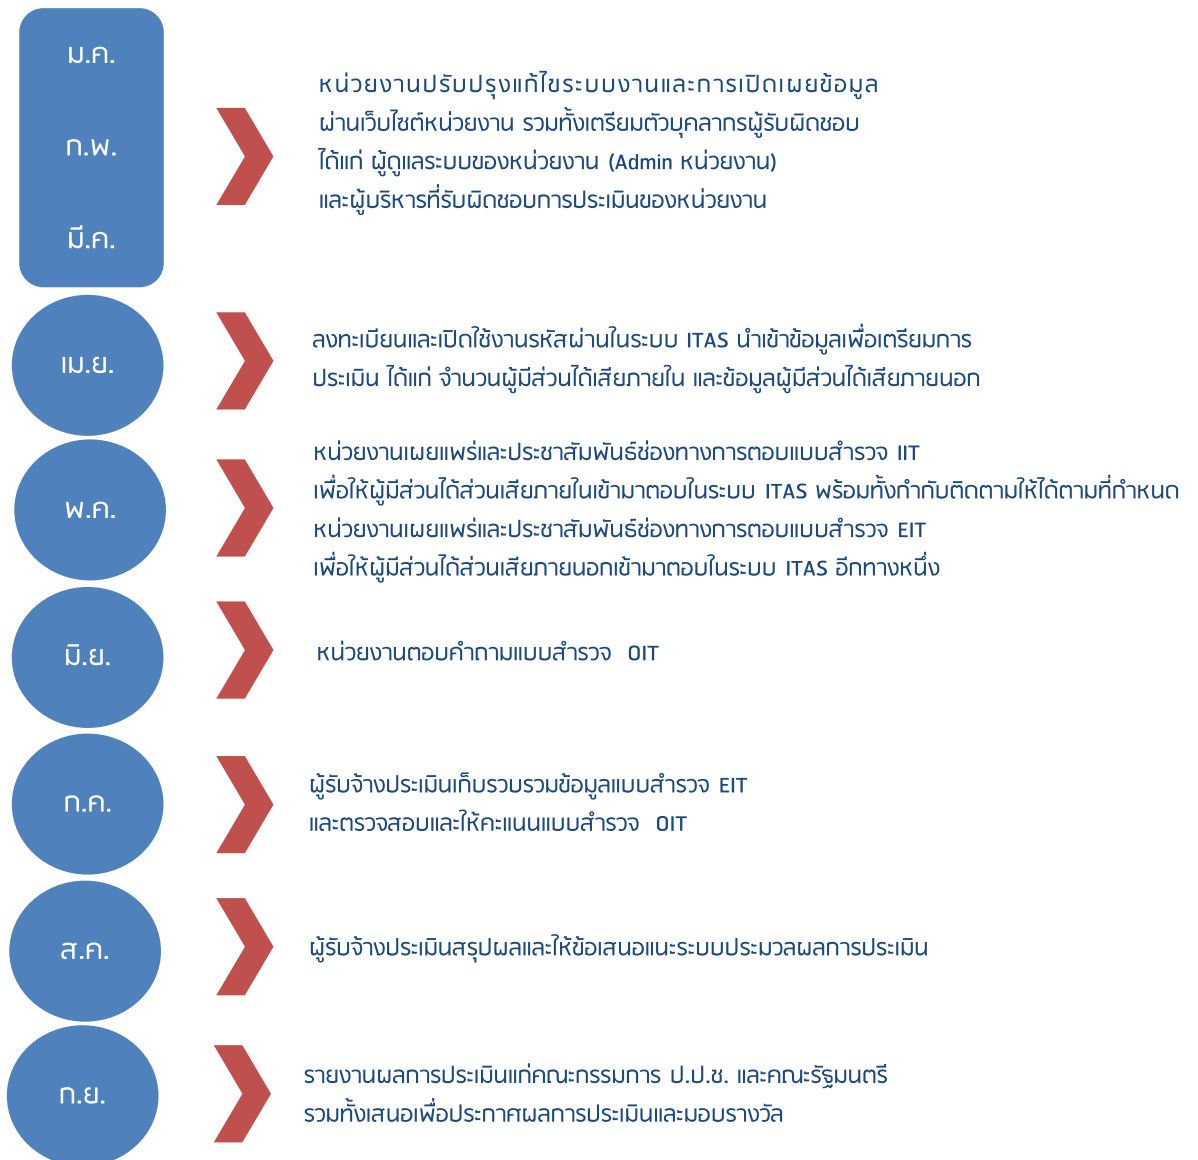 ม.ค.
ก.พ.
มี.ค.
หน่วยงานปรับปรุงแก้ไขระบบงานและการเปิดเผยข้อมูล
ผ่านเว็บไซต์หน่วยงาน รวมทั้งเตรียมตัวบุคลากรผู้รับผิดชอบ
ได้แก่ ผู้ดูแลระบบของหน่วยงาน (Admin หน่วยงาน)
และผู้บริหารที่รับผิดชอบการประเมินของหน่วยงาน
เม.ย.
ลงทะเบียนและเปิดใช้งานรหัสผ่านในระบบ ITAS นำเข้าข้อมูลเพื่อเตรียมการ
ประเมิน ได้แก่ จำนวนผู้มีส่วนได้เสียภายใน และข้อมูลผู้มีส่วนได้เสียภายนอก
พ.ค.
หน่วยงานเผยแพร่และประชาสัมพันธ์ช่องทางการตอบแบบสำรวจ IIT
เพื่อให้ผู้มีส่วนได้ส่วนเสียภายในเข้ามาตอบในระบบ ITAS พร้อมทั้งกำกับติดตามให้ได้ตามที่กำหนด
หน่วยงานเผยแพร่และประชาสัมพันธ์ช่องทางการตอบแบบสำรวจ EIT
เพื่อให้ผู้มีส่วนได้ส่วนเสียภายนอกเข้ามาตอบในระบบ ITAS อีกทางหนึ่ง
มิ.ย.
หน่วยงานตอบคำถามแบบสำรวจ OIT
ก.ค.
ผู้รับจ้างประเมินเก็บรวบรวมข้อมูลแบบสำรวจ EIT
และตรวจสอบและให้คะแนนแบบสำรวจ OIT
ส.ค.
ผู้รับจ้างประเมินสรุปผลและให้ข้อเสนอแนะระบบประมวลผลการประเมิน
ก.ย.
รายงานผลการประเมินแก่คณะกรรมการ ป.ป.ช. และคณะรัฐมนตรี
รวมทั้งเสนอเพื่อประกาศผลการประเมินและมอบรางวัล